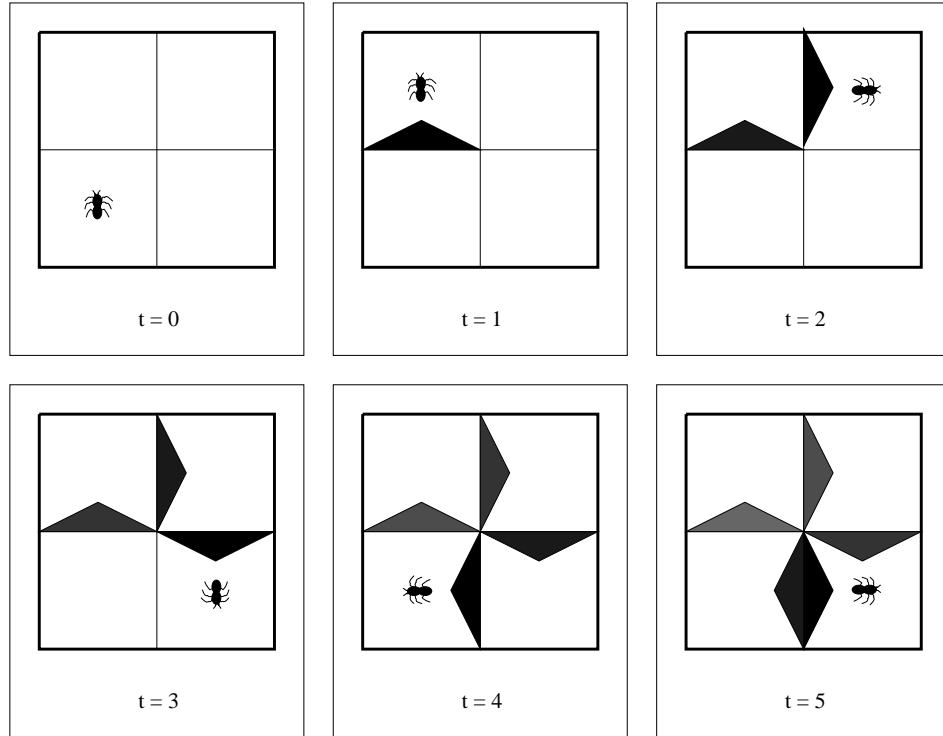 t = 0
t = 1
t = 2
t = 3
t = 4
t = 5